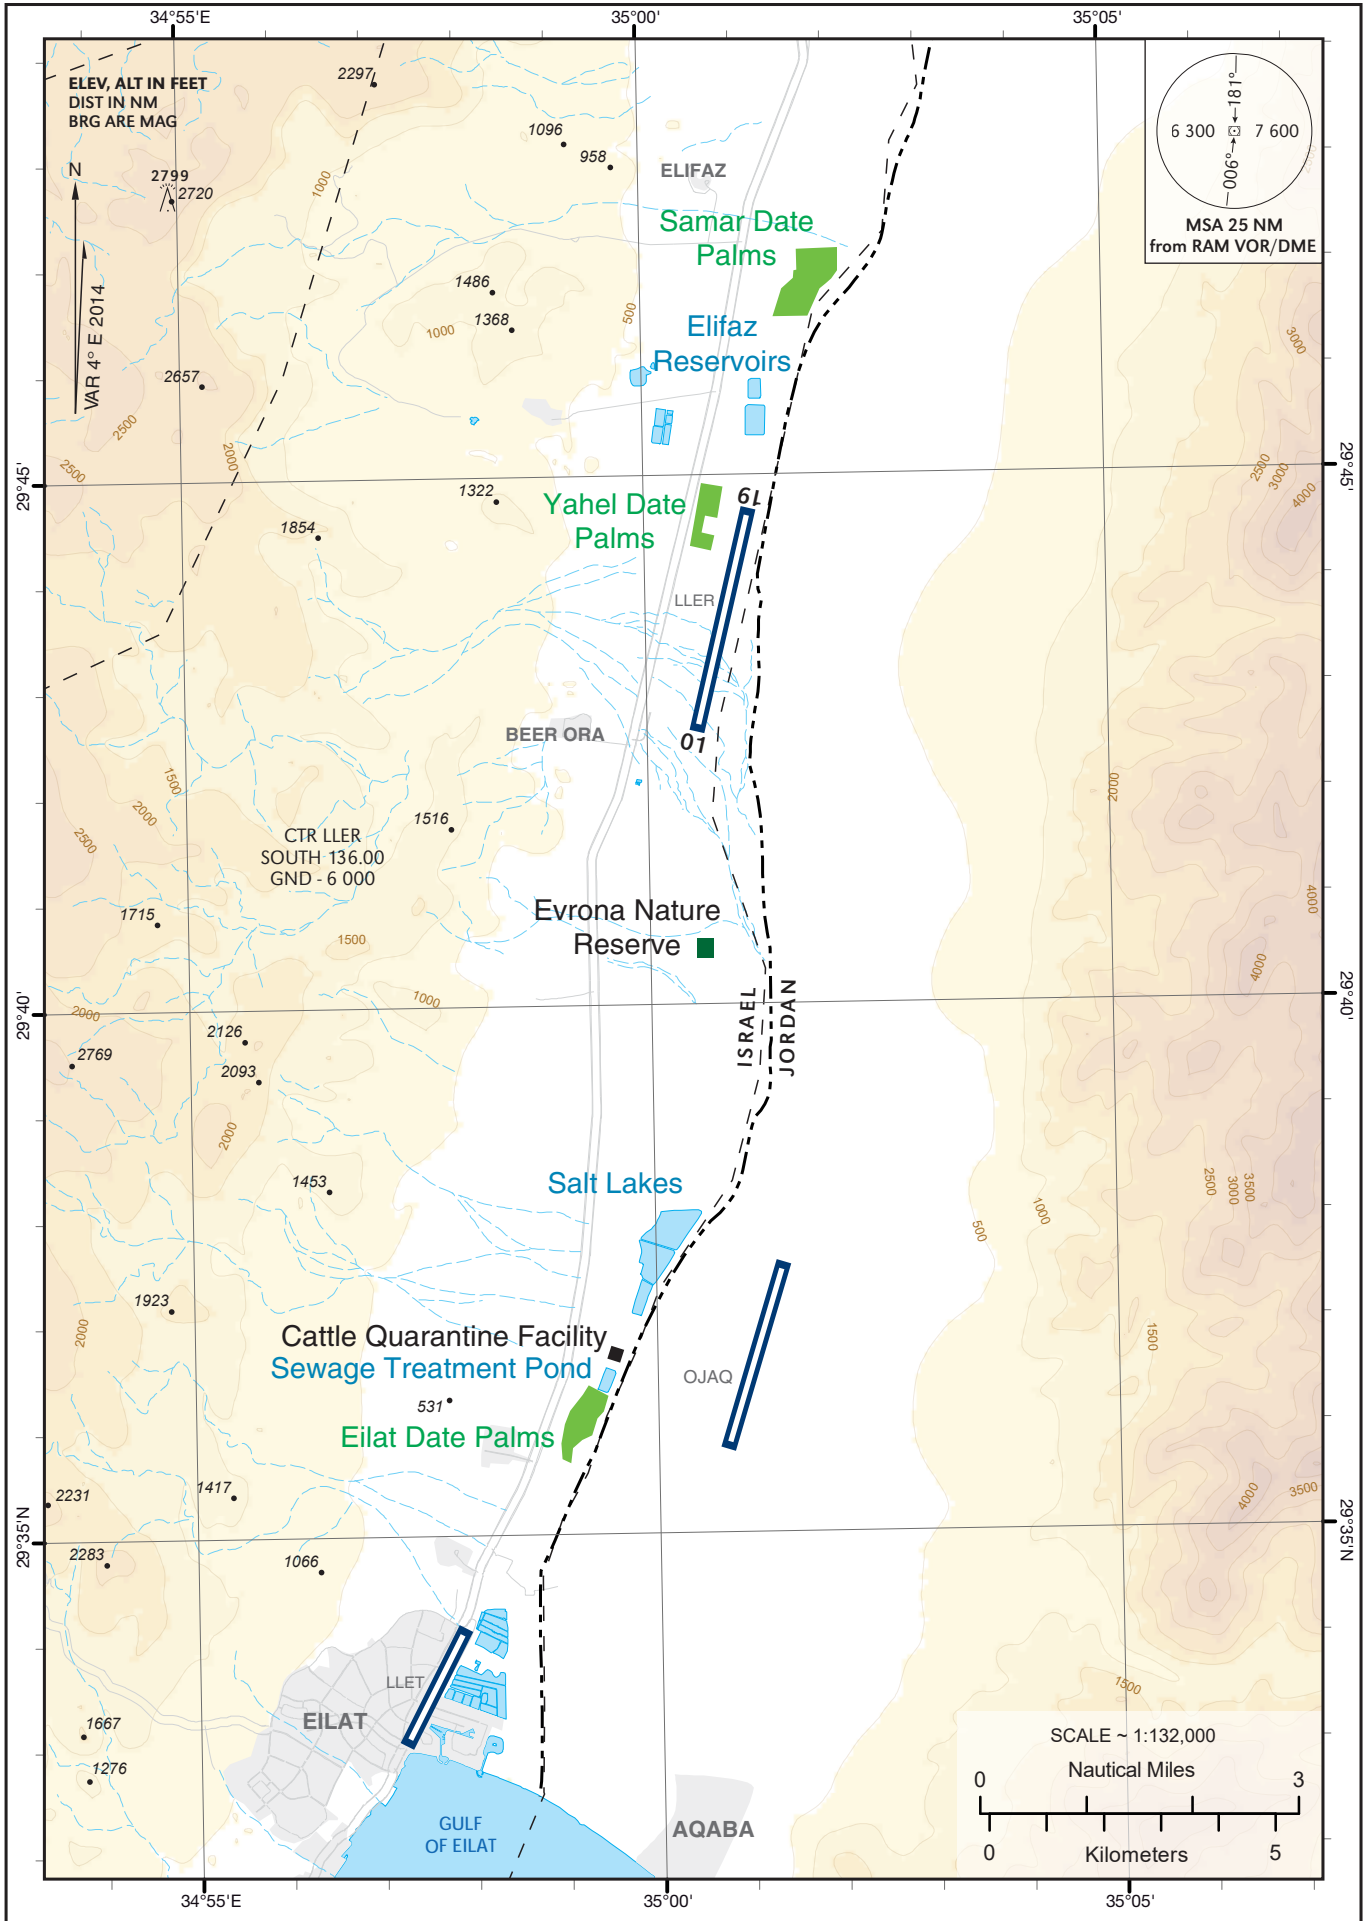 34°55'E
35°00'
35°05'
ELEV, ALT IN FEET
DIST IN NM
BRG ARE MAG
2297
1096
958
ELIFAZ
181°
6 300
7 600
006°
MSA 25 NM
from RAM VOR/DME
N
2799
2720
1000
Samar Date
Palms
VAR 4° E 2014
1486
1368
1000
500
Elifaz
Reservoirs
3000
2657
2500
2000
2500
29°45'
29°45'
2500
3000
4000
1322
Yahel Date
Palms
19
1854
LLER
BEER ORA
01
1500
2000
2500
2000
CTR LLER
SOUTH 136.00
GND - 6 000
1516
4000
1715
1500
Evrona Nature
Reserve
4000
1000
29°40'
29°40'
2000
ISRAEL
JORDAN
2126
2769
2093
2000
1453
Salt Lakes
2500
3000
3500
1000
500
1923
2000
1500
Cattle Quarantine Facility
Sewage Treatment Pond
OJAQ
531
Eilat Date Palms
2231
1417
4000
3500
29°35'N
29°35'N
2283
1066
LLET
EILAT
1500
1667
1276
SCALE ~ 1:132,000
Nautical Miles
0
3
0
Kilometers
5
GULF
OF EILAT
AQABA
34°55'E
35°00'
35°05'